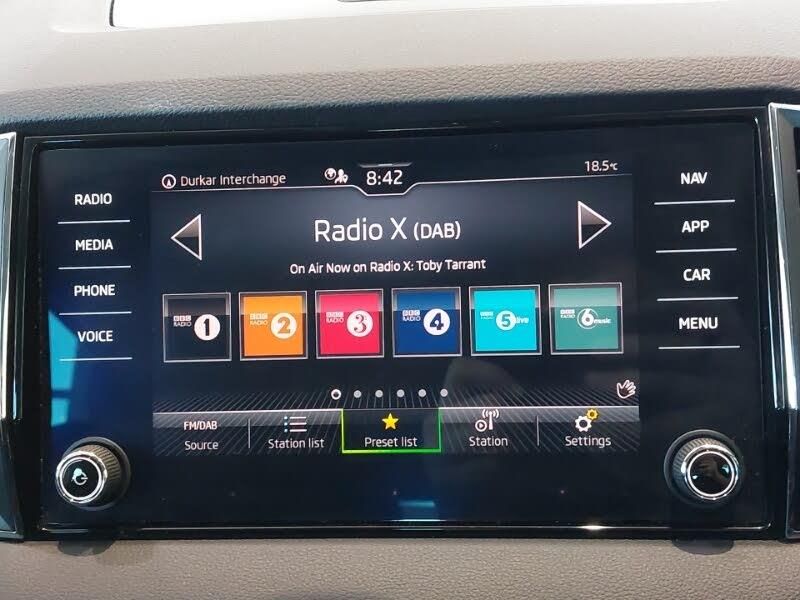 Durkar Interchange
8:42
18.5°C
RADIO
MEDIA
PHONE
VOICE
Radio X (DAB)
On Air Now on Radio X: Toby Tarrant
BBC RADIO 1
BBC RADIO 2
BBC RADIO 3
BBC RADIO 4
BBC RADIO 5 live
BBC RADIO 6 music
FM/DAB
Source
Station list
Preset list
Station
Settings
NAV
APP
CAR
MENU